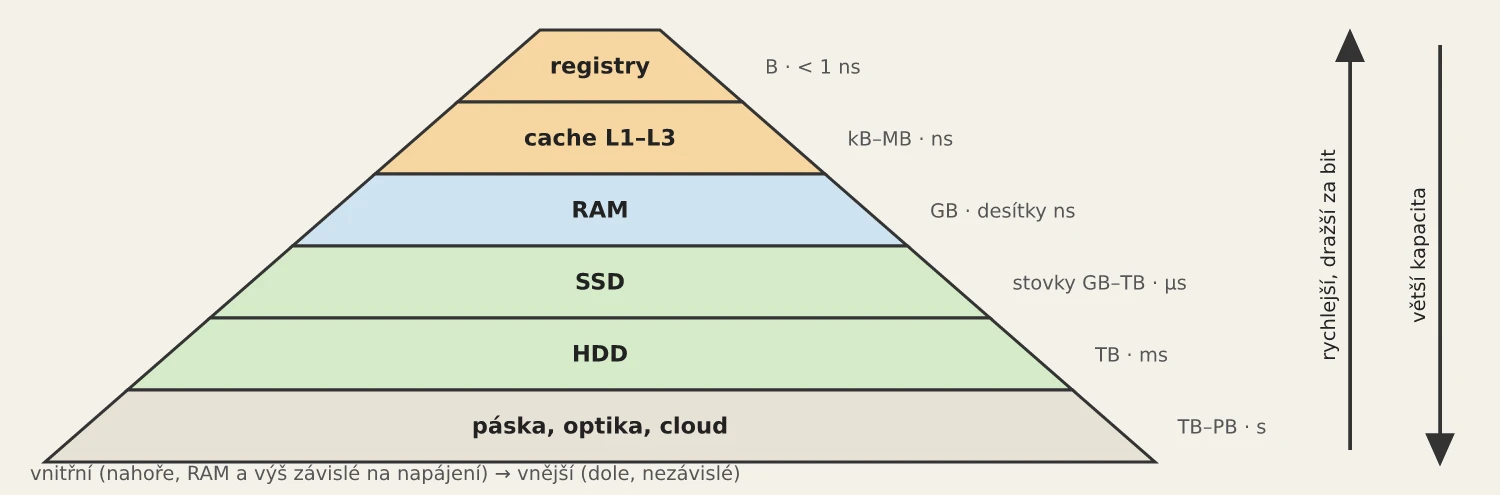 registry
B · < 1 ns
cache L1–L3
kB–MB · ns
RAM
GB · desítky ns
SSD
stovky GB–TB · µs
HDD
TB · ms
páska, optika, cloud
TB–PB · s
vnitřní (nahoře, RAM a výš závislé na napájení) → vnější (dole, nezávislé)
rychlejší, dražší za bit
větší kapacita